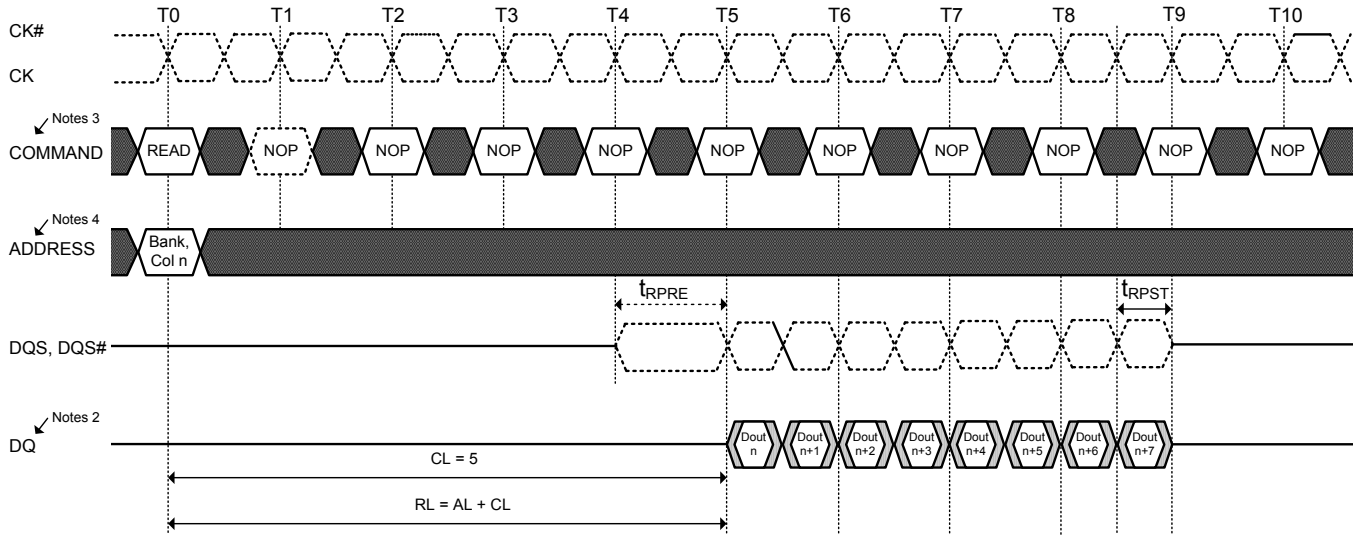 T0 T1 T2 T3 T4 T5 T6 T7 T8 T9 T10
CK#
CK
Notes 3
COMMAND READ NOP NOP NOP NOP NOP NOP NOP NOP NOP NOP
Notes 4
ADDRESS
Bank,
Col n
tRPRE tRPST
DQS, DQS#
Notes 2
DQ
Dout Dout Dout Dout Dout Dout Dout Dout
n n+1 n+2 n+3 n+4 n+5 n+6 n+7
CL = 5
RL = AL + CL